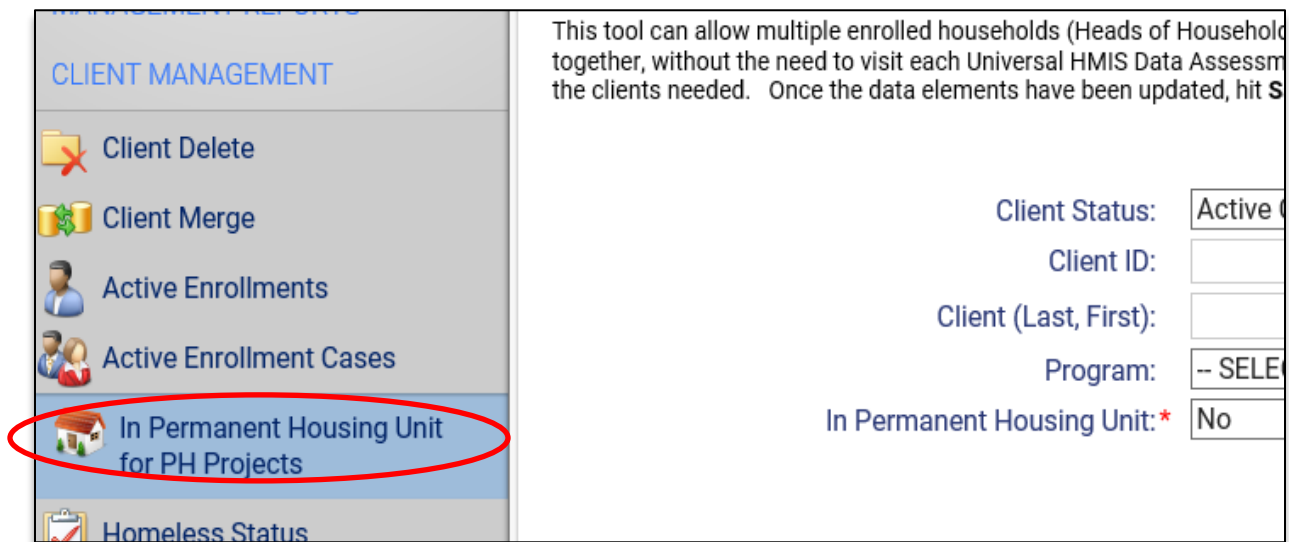 MANAGEMENT REPORTS
CLIENT MANAGEMENT
Client Delete
Client Merge
Active Enrollments
Active Enrollment Cases
In Permanent Housing Unit
for PH Projects
Homeless Status
This tool can allow multiple enrolled households (Heads of
together, without the need to visit each Universal HMIS Data
the clients needed. Once the data elements have been updated, hit
Client Status: Active
Client ID:
Client (Last, First):
Program: --
In Permanent Housing Unit:* No